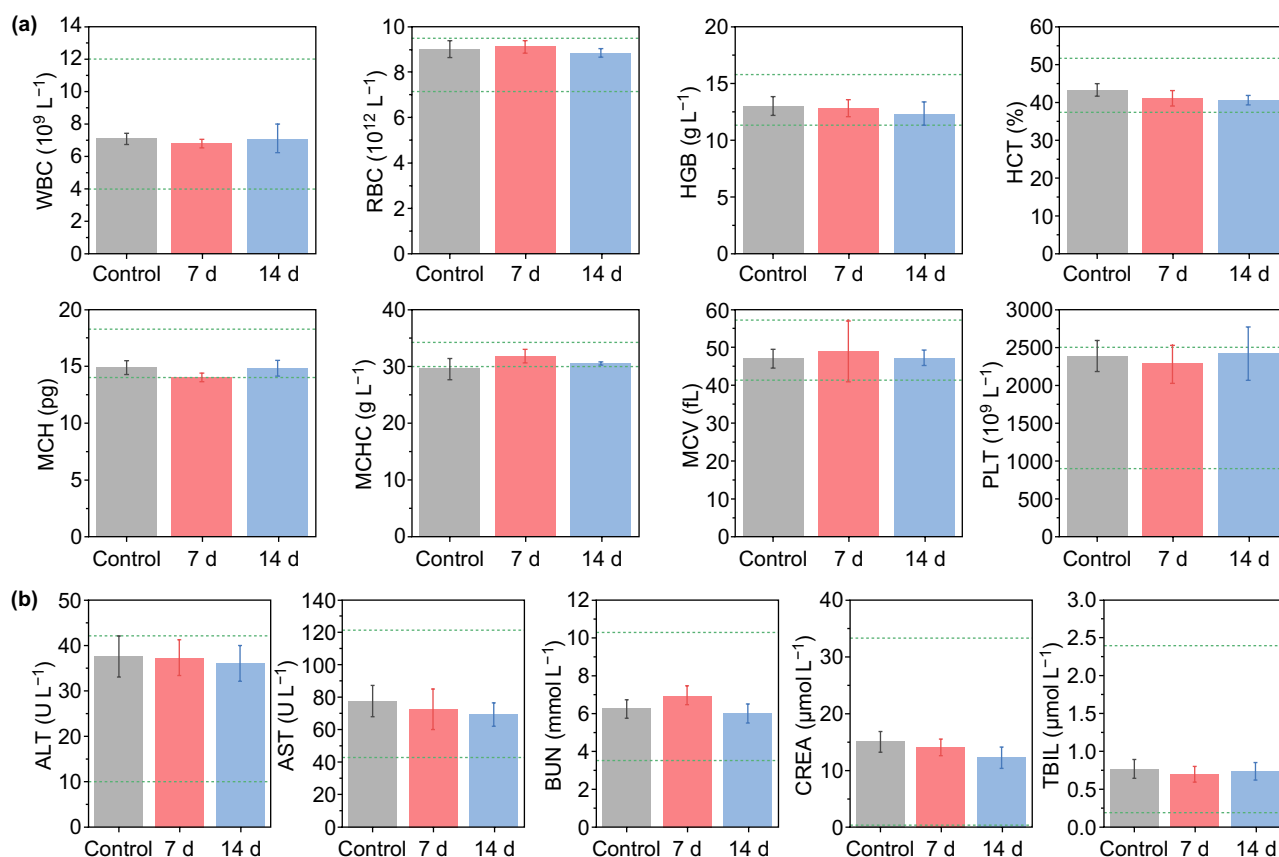 (a)
WBC (10⁹ L⁻¹)
14
12
10
8
6
4
2
0
Control 7 d 14 d
RBC (10¹² L⁻¹)
10
8
6
4
2
0
Control 7 d 14 d
HGB (g L⁻¹)
20
15
10
5
0
Control 7 d 14 d
HCT (%)
60
50
40
30
20
10
0
Control 7 d 14 d
MCH (pg)
20
15
10
5
0
Control 7 d 14 d
MCHC (g L⁻¹)
40
30
20
10
0
Control 7 d 14 d
MCV (fL)
60
50
40
30
20
10
0
Control 7 d 14 d
PLT (10⁹ L⁻¹)
3000
2500
2000
1500
1000
500
0
Control 7 d 14 d
(b)
ALT (U L⁻¹)
50
40
30
20
10
0
Control 7 d 14 d
AST (U L⁻¹)
140
120
100
80
60
40
20
0
Control 7 d 14 d
BUN (mmol L⁻¹)
12
10
8
6
4
2
0
Control 7 d 14 d
CREA (μmol L⁻¹)
40
30
20
10
0
Control 7 d 14 d
TBIL (μmol L⁻¹)
3.0
2.5
2.0
1.5
1.0
0.5
0.0
Control 7 d 14 d